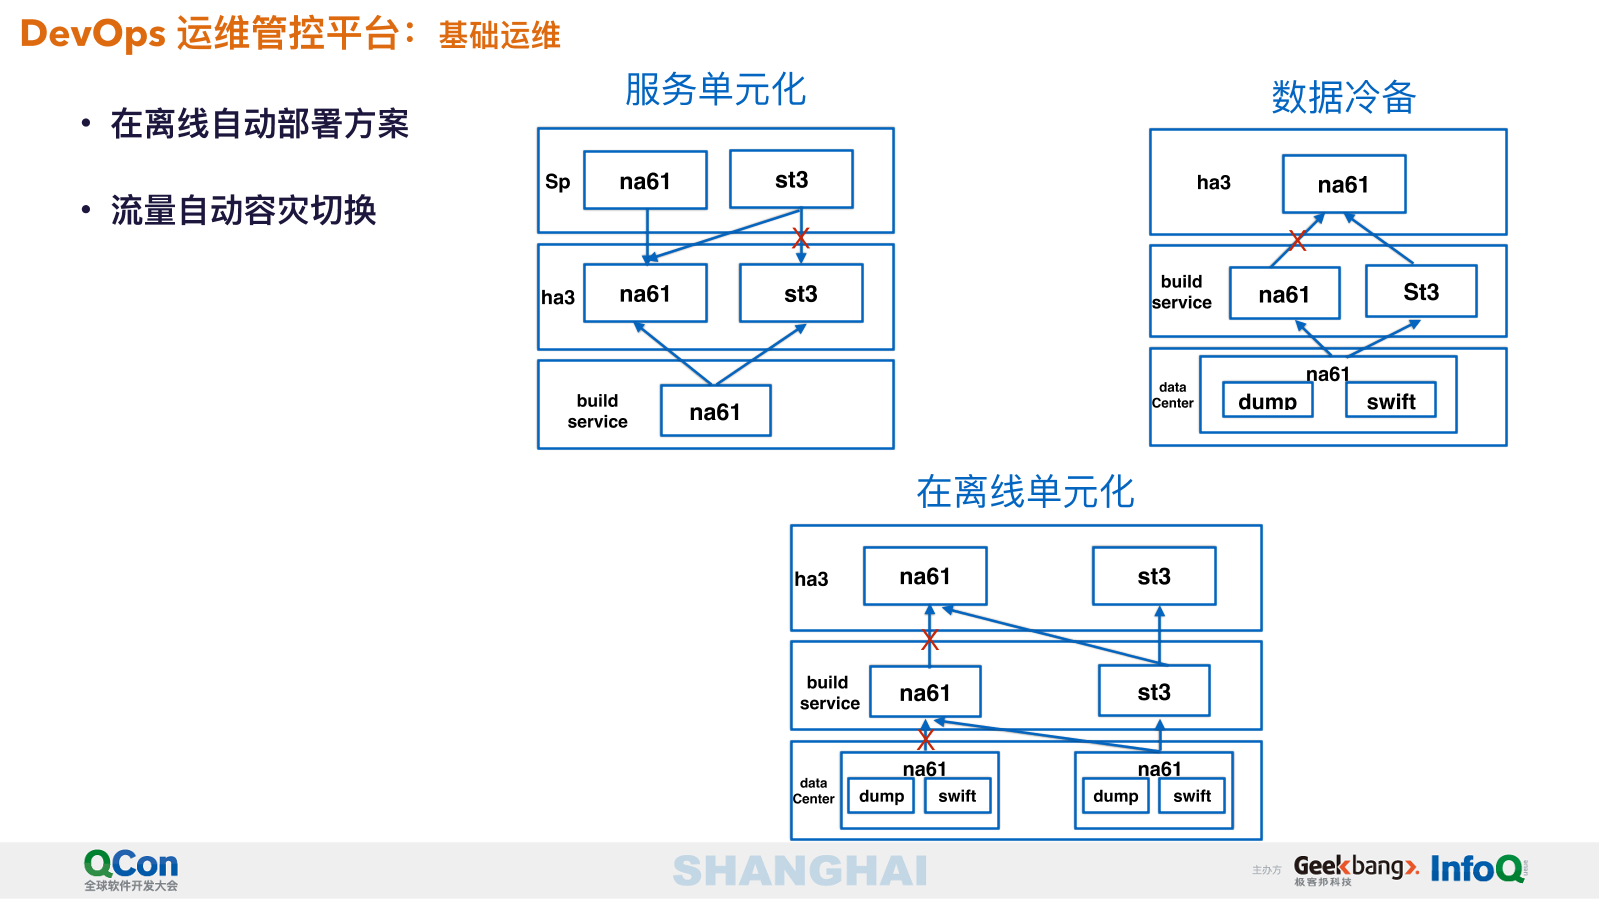 DevOps 运维管控平台：基础运维
• 在离线自动部署方案
• 流量自动容灾切换
服务单元化
Sp
na61
st3
ha3
na61
st3
build
service
na61
数据冷备
ha3
na61
X
build
service
na61
St3
data
Center
na61
dump
swift
在离线单元化
ha3
na61
st3
X
build
service
na61
st3
X
data
Center
na61
dump
swift
na61
dump
swift
QCon
全球软件开发大会
SHANGHAI
主办方
Geekbang>.
极客邦科技
InfoQ